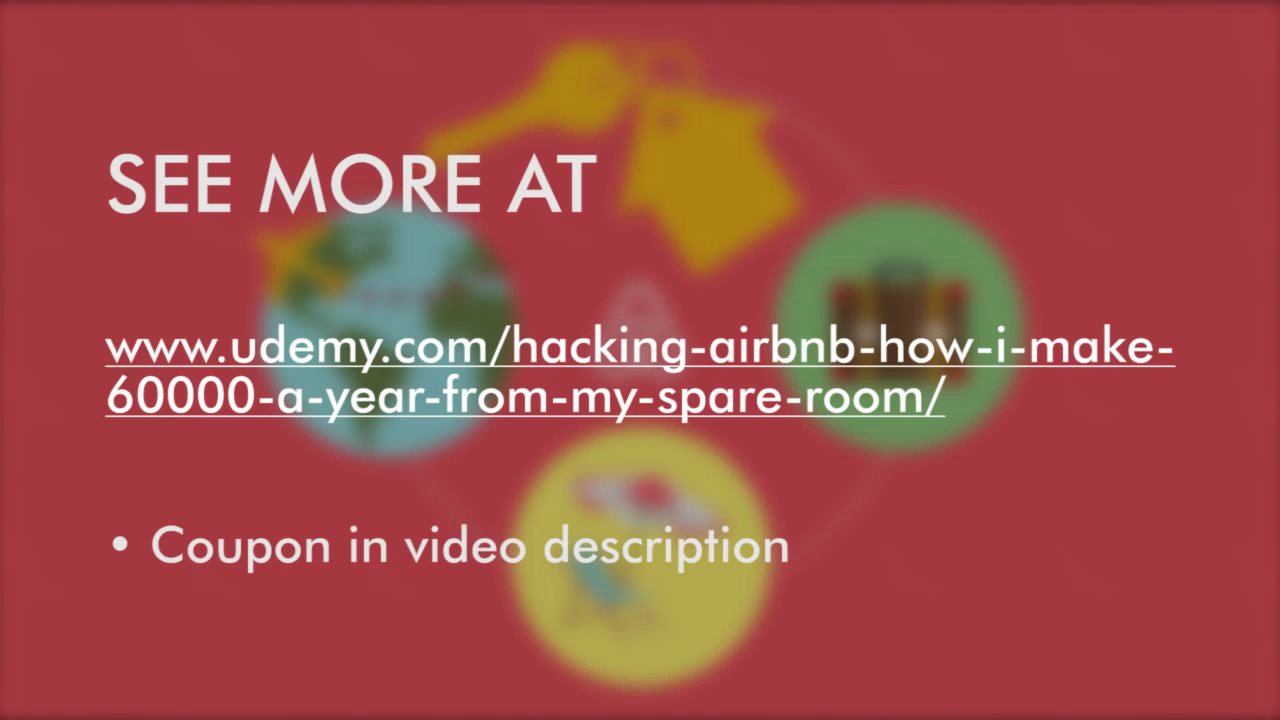 SEE MORE AT
www.udemy.com/hacking-airbnb-how-i-make-
60000-a-year-from-my-spare-room/
• Coupon in video description